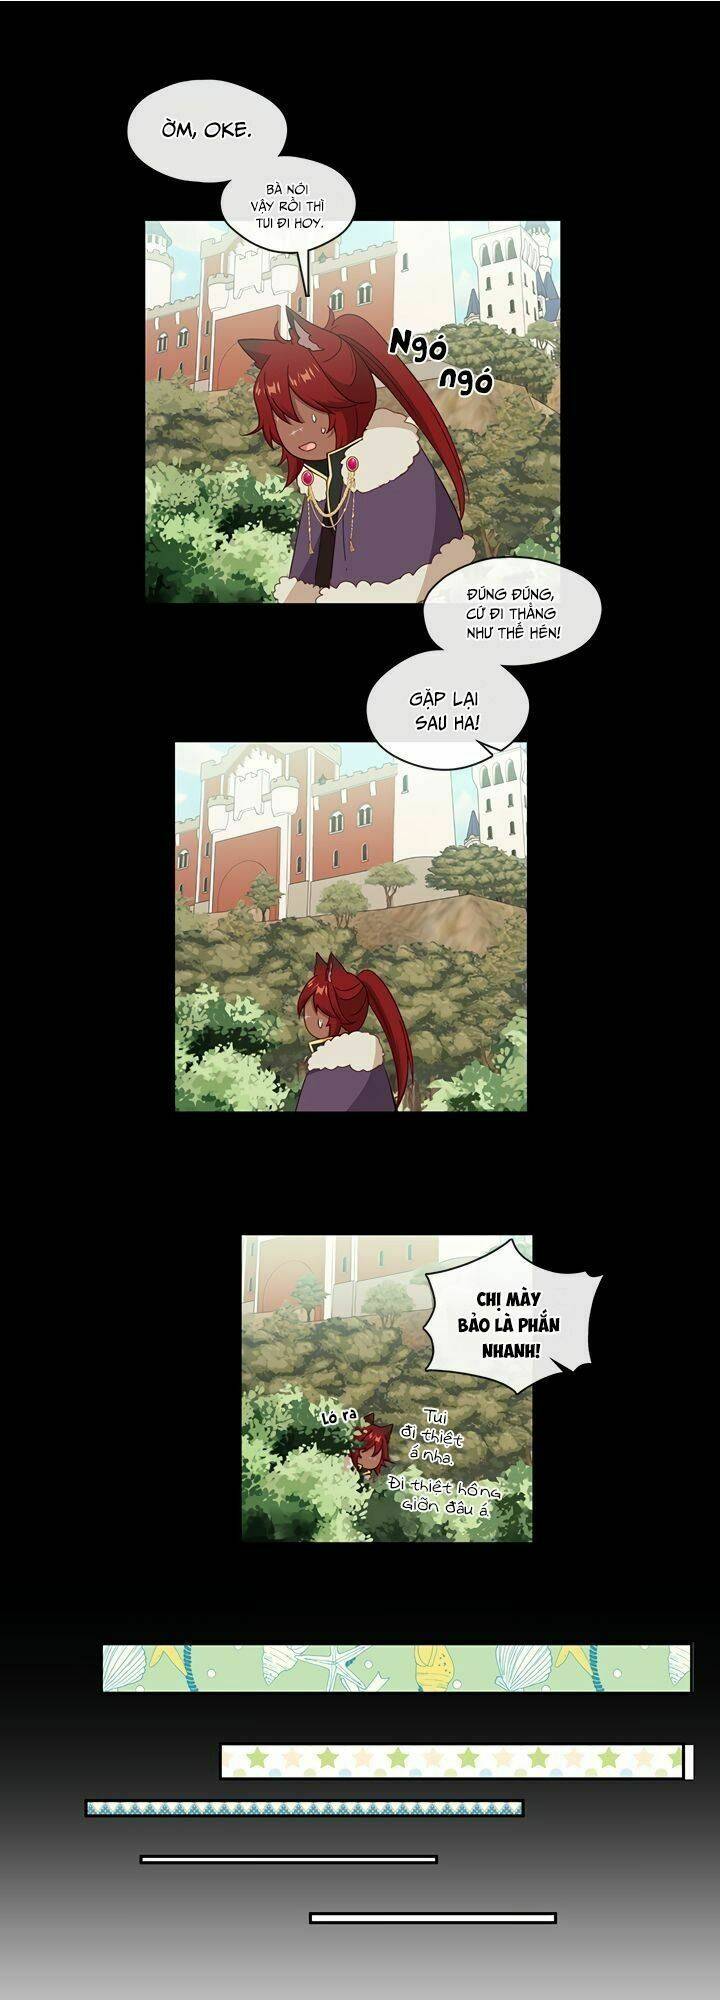 ỜM, OKE.
BÀ NÓI
VẬY RỒI THÌ
TUI ĐI HOY.
Ngó
ngó
ĐÚNG ĐÚNG,
CỨ ĐI THẲNG
NHƯ THẾ HÉN!
GẶP LẠI
SAU HA!
CHỊ MÀY
BẢO LÀ PHẮN
NHANH!
Ló ra
Tui
đi thiệt
á nha.
Đi thiệt hông
giỡn đâu á.